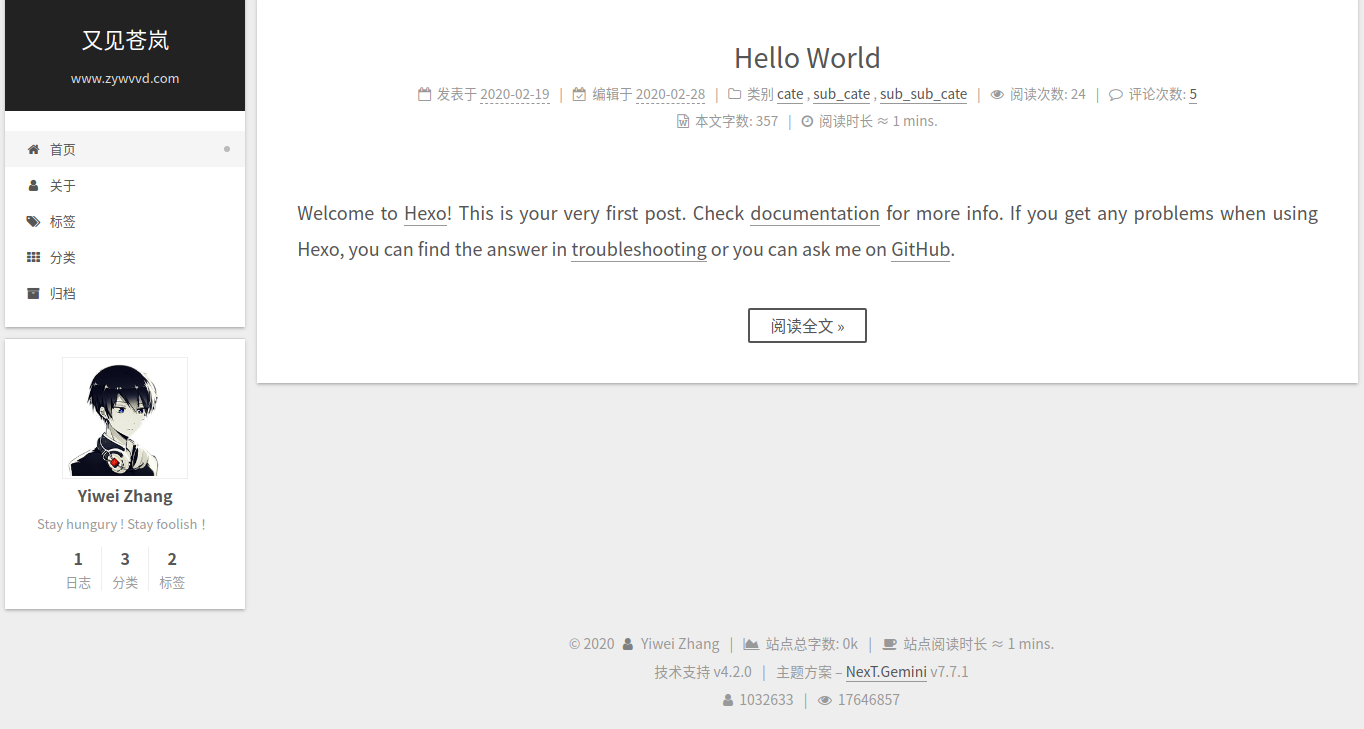 又见苍岚
www.zywvvd.com
首页
关于
标签
分类
归档
Yiwei Zhang
Stay hungury ! Stay foolish !
1 3 2
日志 分类 标签
Hello World
发表于 2020-02-19 | 编辑于 2020-02-28 | 类别 cate , sub_cate , sub_sub_cate | 阅读次数: 24 | 评论次数: 5
本文字数: 357 | 阅读时长 ≈ 1 mins.
Welcome to Hexo! This is your very first post. Check documentation for more info. If you get any problems when using
Hexo, you can find the answer in troubleshooting or you can ask me on GitHub.
阅读全文 »
© 2020 Yiwei Zhang | 站点总字数: 0k | 站点阅读时长 ≈ 1 mins.
技术支持 v4.2.0 | 主题方案 – NexT.Gemini v7.7.1
1032633 | 17646857